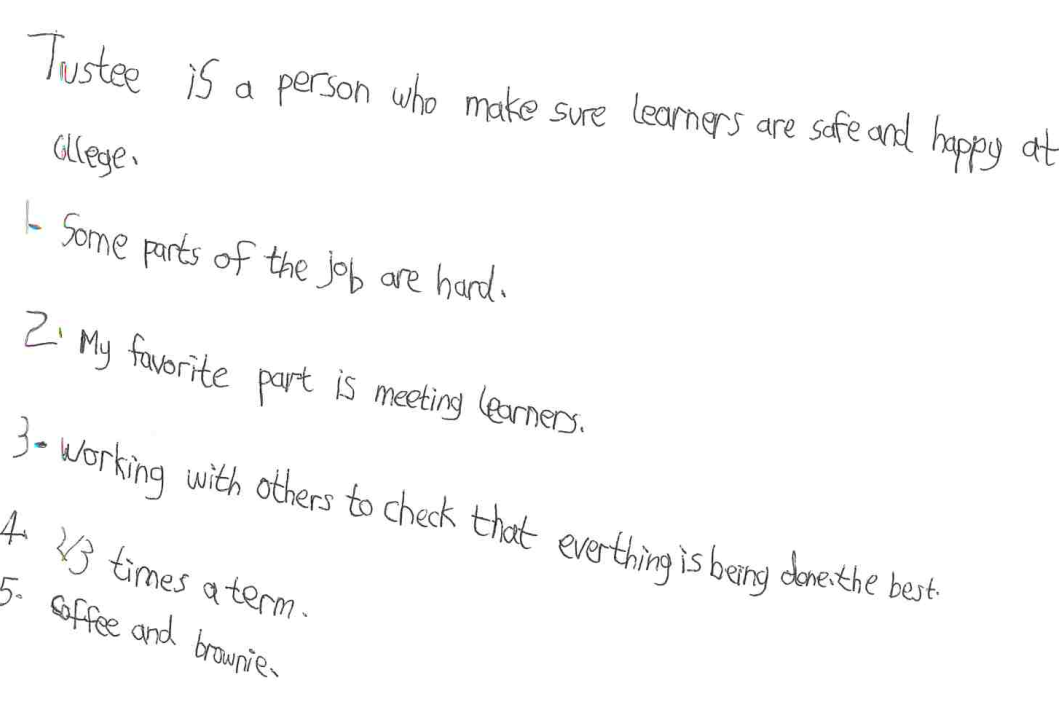 Tustee is a person who make sure learners are safe and happy at
college.
1- Some parts of the job are hard.
2. My favorite part is meeting learners.
3- Working with others to check that everthing is being done.the best.
4. 2/3 times a term.
5. coffee and brownie.